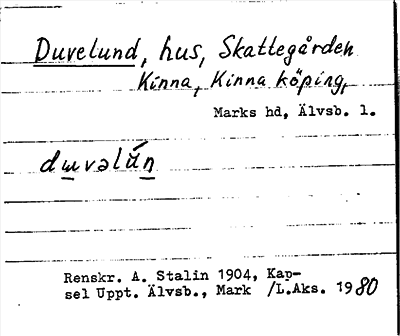 Duvelund, hus, Skattegården
Kinna, Kinna köping,
Marks hd, Älvsb. l.
dɯvəlún
Renskr. A. Stalin 1904, Kap-
sel Uppt. Älvsb., Mark /L.Aks. 1980